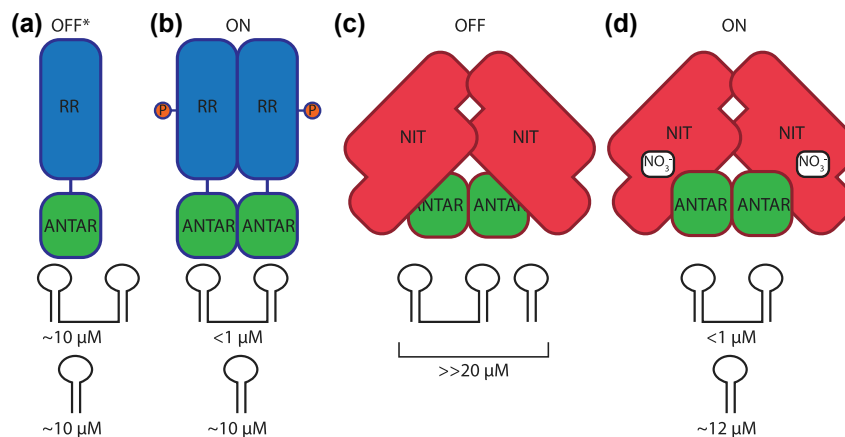 (a) OFF*
RR
ANTAR
~10 µM
~10 µM
(b) ON
P RR RR P
ANTAR ANTAR
<1 µM
~10 µM
(c) OFF
NIT NIT
ANTAR ANTAR
>>20 µM
(d) ON
NIT NIT
NO₃⁻ NO₃⁻
ANTAR ANTAR
<1 µM
~12 µM